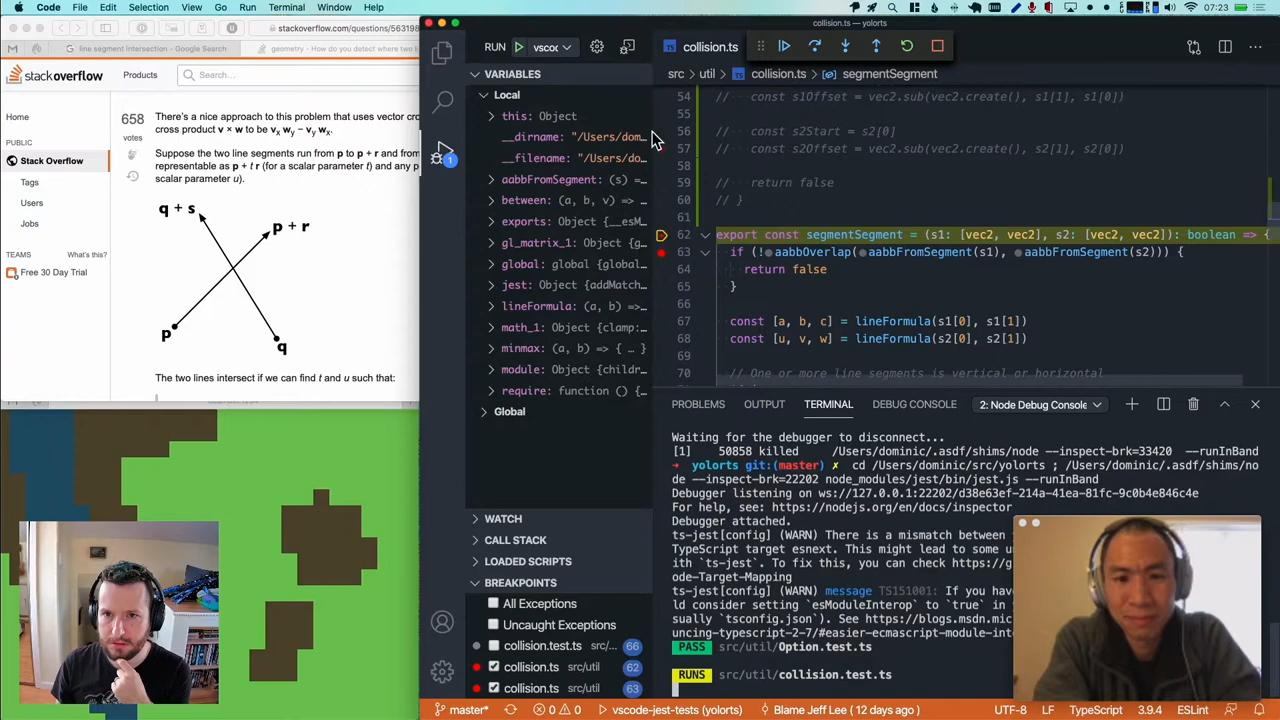 Code File Edit Selection View Go Run Terminal Window Help 07:23
stackoverflow.com/questions/563198
line segment intersection - Google Search
geometry - How do you detect where two li
stackoverflow Products Search...
Home
PUBLIC
Stack Overflow
Tags
Users
Jobs
TEAMS What's this?
Free 30 Day Trial
658
votes
There's a nice approach to this problem that uses vector cro
cross product v × w to be vx wy − vy wx.
Suppose the two line segments run from p to p + r and from
representable as p + t r (for a scalar parameter t) and any p
scalar parameter u).
q + s
p + r
p
q
The two lines intersect if we can find t and u such that:
collision.ts — yolorts
RUN vscc
VARIABLES
Local
this: Object
__dirname: "/Users/dom…
__filename: "/Users/do…
aabbFromSegment: (s) =…
between: (a, b, v) =…
exports: Object {__esM…
gl_matrix_1: Object {g…
global: global {global…
jest: Object {addMatch…
lineFormula: (a, b) =>…
math_1: Object {clamp:…
minmax: (a, b) => { … }
module: Object {childr…
require: function () {…
Global
WATCH
CALL STACK
LOADED SCRIPTS
BREAKPOINTS
All Exceptions
Uncaught Exceptions
collision.test.ts src/… 66
collision.ts src/util 62
collision.ts src/util 63
collision.ts
src > util > collision.ts > segmentSegment
54 // const s1Offset = vec2.sub(vec2.create(), s1[1], s1[0])
55
56 // const s2Start = s2[0]
57 // const s2Offset = vec2.sub(vec2.create(), s2[1], s2[0])
58
59 // return false
60 // }
61
62 export const segmentSegment = (s1: [vec2, vec2], s2: [vec2, vec2]): boolean => {
63 if (!aabbOverlap(aabbFromSegment(s1), aabbFromSegment(s2))) {
64 return false
65 }
66
67 const [a, b, c] = lineFormula(s1[0], s1[1])
68 const [u, v, w] = lineFormula(s2[0], s2[1])
69
70 // One or more line segments is vertical or horizontal
PROBLEMS OUTPUT TERMINAL DEBUG CONSOLE 2: Node Debug Console
Waiting for the debugger to disconnect...
[1] 50858 killed /Users/dominic/.asdf/shims/node --inspect-brk=33420 --runInBand
➜ yolorts git:(master) ✗ cd /Users/dominic/src/yolorts ; /Users/dominic/.asdf/shims/no
de --inspect-brk=22202 node_modules/jest/bin/jest.js --runInBand
Debugger listening on ws://127.0.0.1:22202/d38e63ef-214a-41ea-81fc-9c0b4e846c4e
For help, see: https://nodejs.org/en/docs/inspector
Debugger attached.
ts-jest[config] (WARN) There is a mismatch between
TypeScript target esnext. This might lead to some u
ith `ts-jest`. To fix this, you can check https://g
ode-Target-Mapping
ts-jest[config] (WARN) message TS151001: If you hav
ld consider setting `esModuleInterop` to `true` in
sually `tsconfig.json`). See https://blogs.msdn.mic
uncing-typescript-2-7/#easier-ecmascript-module-int
PASS src/util/Option.test.ts
RUNS src/util/collision.test.ts
master* 0 0 vscode-jest-tests (yolorts) Blame Jeff Lee ( 12 days ago ) UTF-8 LF TypeScript 3.9.4 ESLint